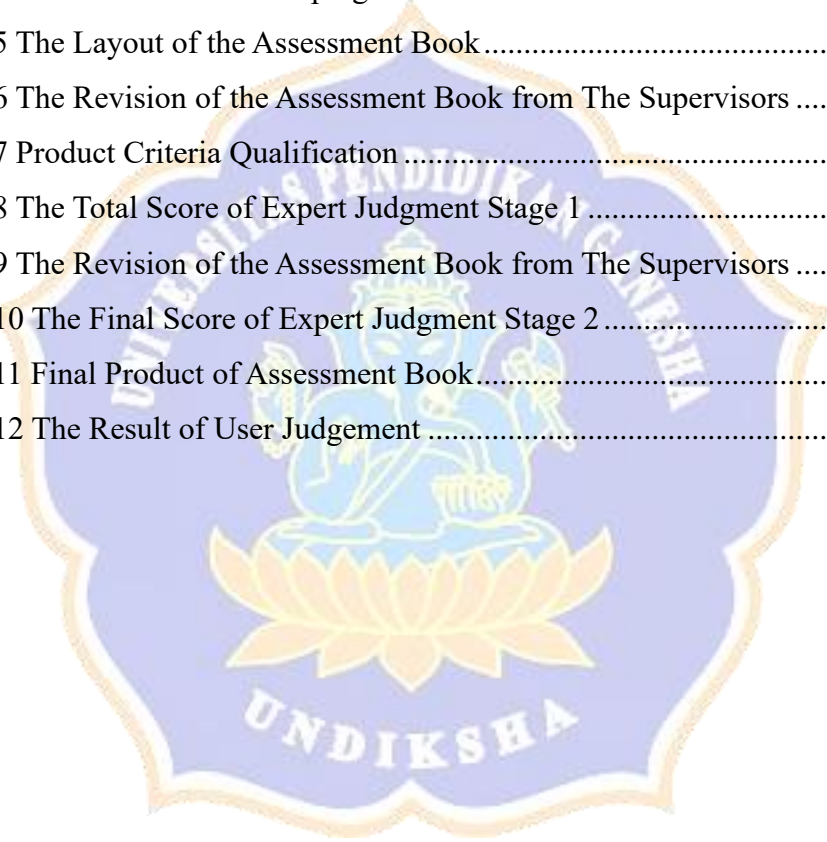 5 The Layout of the Assessment Book
6 The Revision of the Assessment Book from The Supervisors
7 Product Criteria Qualification
8 The Total Score of Expert Judgment Stage 1
9 The Revision of the Assessment Book from The Supervisors
10 The Final Score of Expert Judgment Stage 2
11 Final Product of Assessment Book
12 The Result of User Judgement
UNIVERSITAS PENDIDIKAN GANESHA
UNDIKSHA